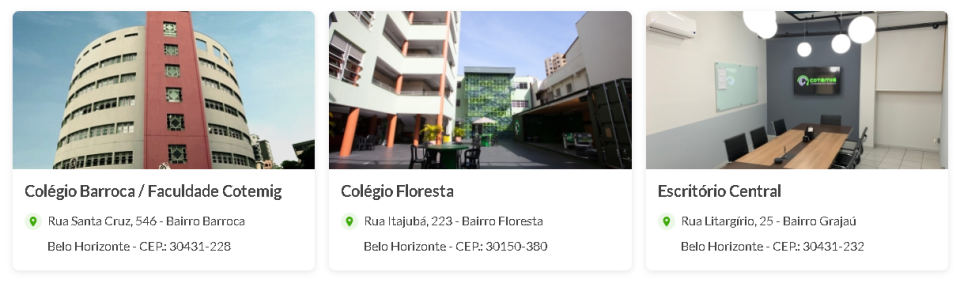 COTEMIG
Colégio Barroca / Faculdade Cotemig
Rua Santa Cruz, 546 - Bairro Barroca
Belo Horizonte - CEP.: 30431-228
Colégio Floresta
Rua Itajubá, 223 - Bairro Floresta
Belo Horizonte - CEP.: 30150-380
Escritório Central
Rua Litargírio, 25 - Bairro Grajaú
Belo Horizonte - CEP.: 30431-232